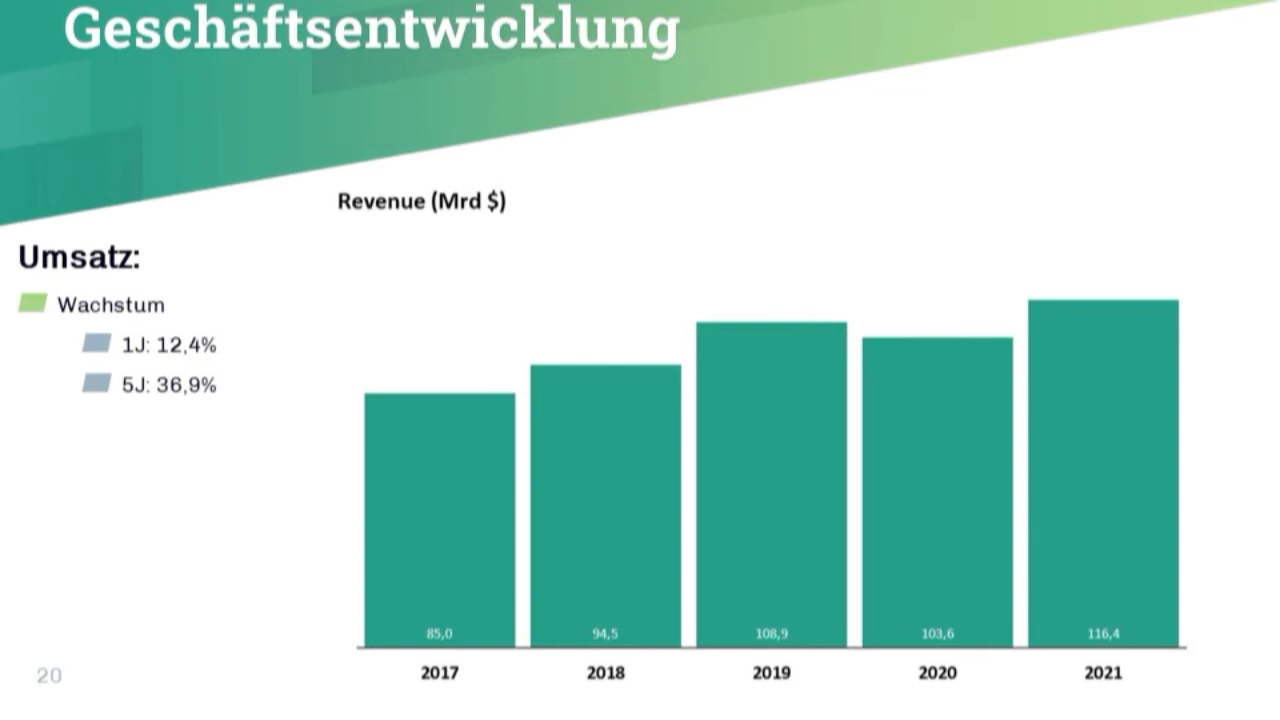 Geschäftsentwicklung
Revenue (Mrd $)
Umsatz:
Wachstum
1J: 12,4%
5J: 36,9%
85,0
94,5
108,9
103,6
116,4
2017
2018
2019
2020
2021
20